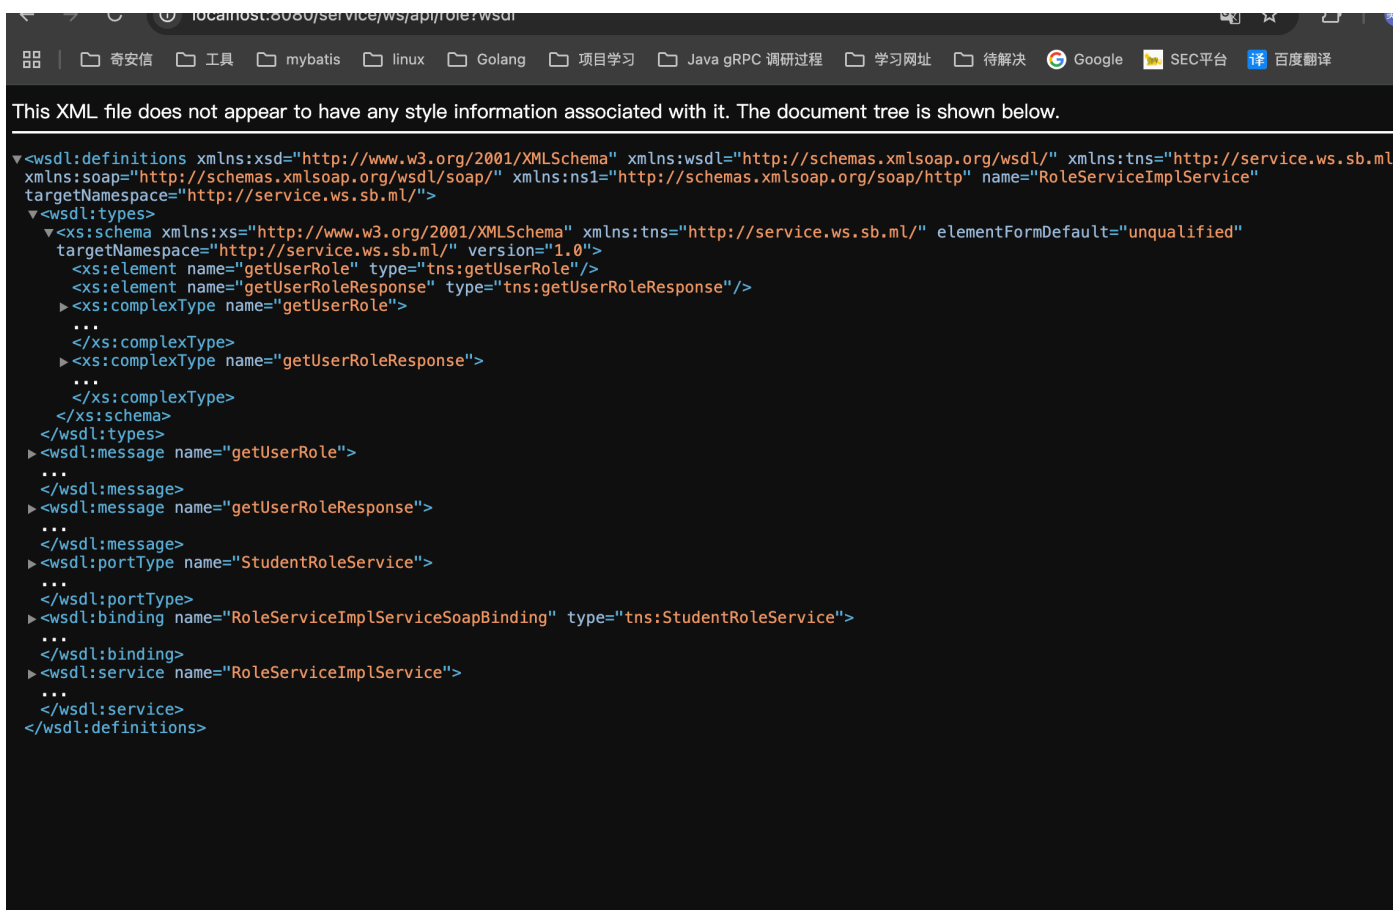 localhost:8080/service/ws/api/role?wsdl
奇安信 工具 mybatis linux Golang 项目学习 Java gRPC 调研过程 学习网址 待解决 Google SEC平台 译 百度翻译
This XML file does not appear to have any style information associated with it. The document tree is shown below.
▼<wsdl:definitions xmlns:xsd="http://www.w3.org/2001/XMLSchema" xmlns:wsdl="http://schemas.xmlsoap.org/wsdl/" xmlns:tns="http://service.ws.sb.ml
xmlns:soap="http://schemas.xmlsoap.org/wsdl/soap/" xmlns:ns1="http://schemas.xmlsoap.org/soap/http" name="RoleServiceImplService"
targetNamespace="http://service.ws.sb.ml/">
▼<wsdl:types>
▼<xs:schema xmlns:xs="http://www.w3.org/2001/XMLSchema" xmlns:tns="http://service.ws.sb.ml/" elementFormDefault="unqualified"
targetNamespace="http://service.ws.sb.ml/" version="1.0">
<xs:element name="getUserRole" type="tns:getUserRole"/>
<xs:element name="getUserRoleResponse" type="tns:getUserRoleResponse"/>
▶<xs:complexType name="getUserRole">
...
</xs:complexType>
▶<xs:complexType name="getUserRoleResponse">
...
</xs:complexType>
</xs:schema>
</wsdl:types>
▶<wsdl:message name="getUserRole">
...
</wsdl:message>
▶<wsdl:message name="getUserRoleResponse">
...
</wsdl:message>
▶<wsdl:portType name="StudentRoleService">
...
</wsdl:portType>
▶<wsdl:binding name="RoleServiceImplServiceSoapBinding" type="tns:StudentRoleService">
...
</wsdl:binding>
▶<wsdl:service name="RoleServiceImplService">
...
</wsdl:service>
</wsdl:definitions>